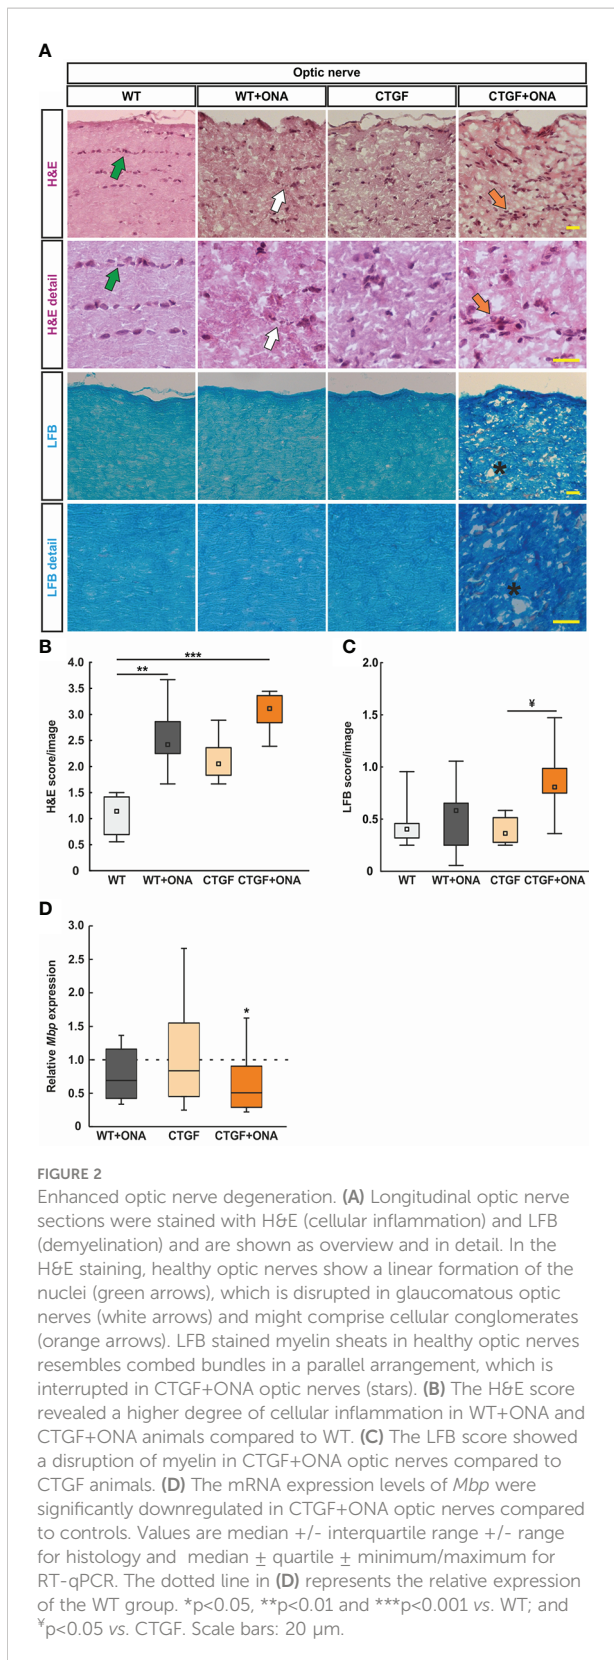 A
Optic nerve
WT WT+ONA CTGF CTGF+ONA
H&E
H&E detail
LFB
*
LFB detail
*
B
H&E score/image
4.0
3.5
3.0
2.5
2.0
1.5
1.0
0.5
0
***
**
WT WT+ONA CTGF CTGF+ONA
C
LFB score/image
2.0
1.5
1.0
0.5
0
¥
WT WT+ONA CTGF CTGF+ONA
D
Relative Mbp expression
3.0
2.5
2.0
1.5
1.0
0.5
0
*
WT+ONA CTGF CTGF+ONA
FIGURE 2
Enhanced optic nerve degeneration. (A) Longitudinal optic nerve
sections were stained with H&E (cellular inflammation) and LFB
(demyelination) and are shown as overview and in detail. In the
H&E staining, healthy optic nerves show a linear formation of the
nuclei (green arrows), which is disrupted in glaucomatous optic
nerves (white arrows) and might comprise cellular conglomerates
(orange arrows). LFB stained myelin sheats in healthy optic nerves
resembles combed bundles in a parallel arrangement, which is
interrupted in CTGF+ONA optic nerves (stars). (B) The H&E score
revealed a higher degree of cellular inflammation in WT+ONA and
CTGF+ONA animals compared to WT. (C) The LFB score showed
a disruption of myelin in CTGF+ONA optic nerves compared to
CTGF animals. (D) The mRNA expression levels of Mbp were
significantly downregulated in CTGF+ONA optic nerves compared
to controls. Values are median +/- interquartile range +/- range
for histology and median ± quartile ± minimum/maximum for
RT-qPCR. The dotted line in (D) represents the relative expression
of the WT group. *p<0.05, **p<0.01 and ***p<0.001 vs. WT; and
¥p<0.05 vs. CTGF. Scale bars: 20 µm.